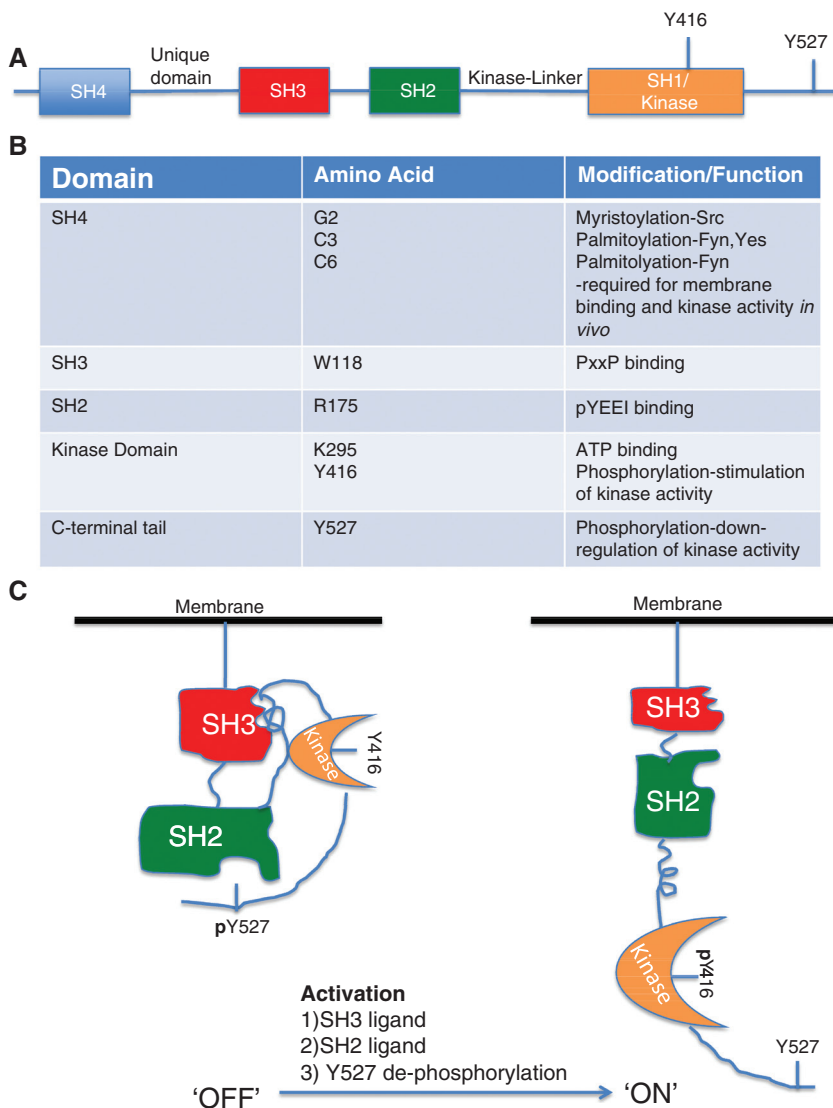 A
Unique
domain
Kinase-Linker
Y416
Y527
SH4
SH3
SH2
SH1/
Kinase
B
Domain
Amino Acid
Modification/Function
SH4
G2
C3
C6
Myristoylation-Src
Palmitoylation-Fyn,Yes
Palmitolyation-Fyn
-required for membrane
binding and kinase activity in
vivo
SH3
W118
PxxP binding
SH2
R175
pYEEI binding
Kinase Domain
K295
Y416
ATP binding
Phosphorylation-stimulation
of kinase activity
C-terminal tail
Y527
Phosphorylation-down-
regulation of kinase activity
C
Membrane
SH3
Kinase
Y416
SH2
pY527
Membrane
SH3
SH2
Kinase
pY416
Y527
Activation
1)SH3 ligand
2)SH2 ligand
3) Y527 de-phosphorylation
'OFF'
'ON'